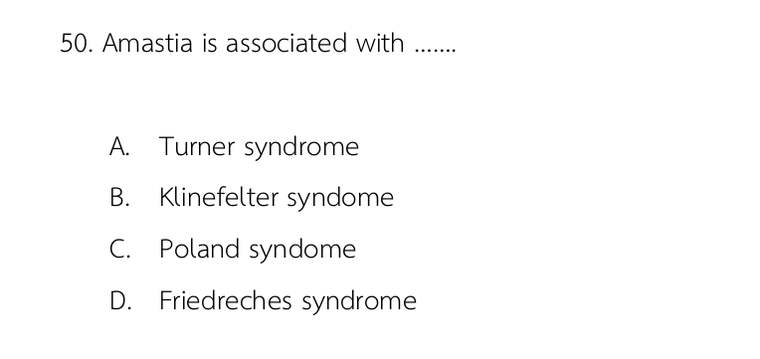 50. Amastia is associated with .......
A. Turner syndrome
B. Klinefelter syndome
C. Poland syndome
D. Friedreches syndrome